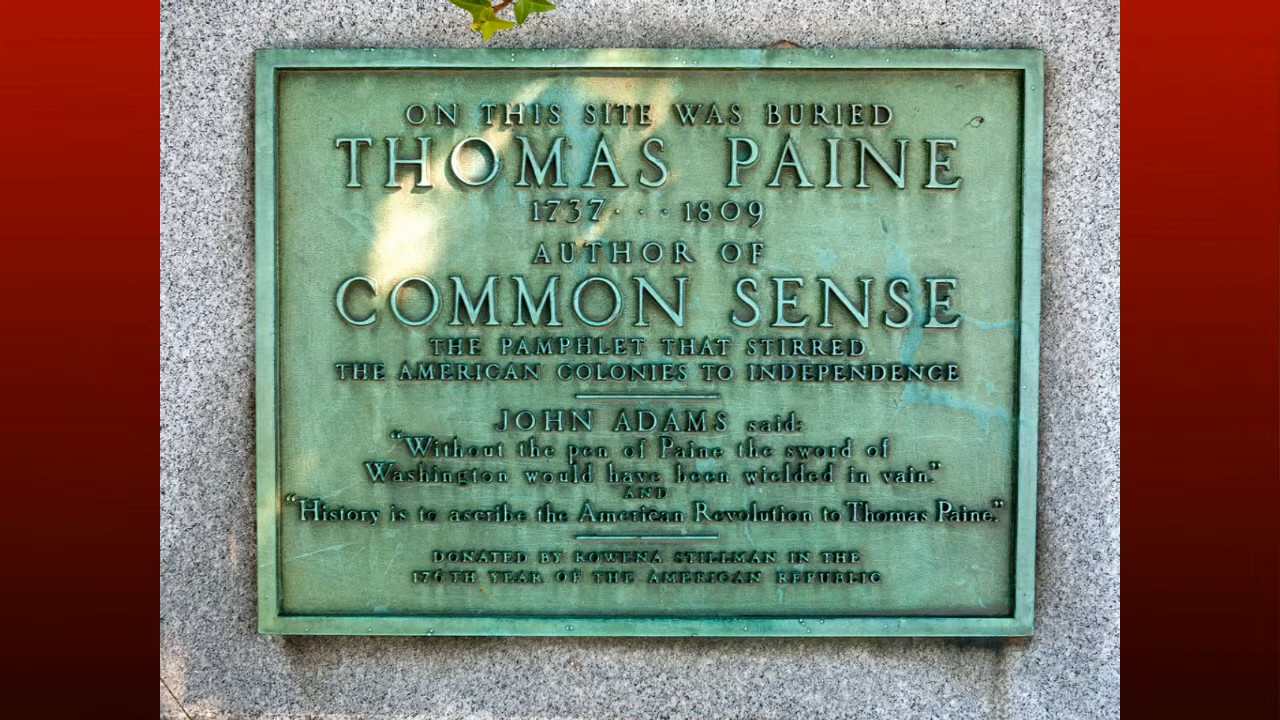 ON THIS SITE WAS BURIED
THOMAS PAINE
1737 · · · 1809
AUTHOR OF
COMMON SENSE
THE PAMPHLET THAT STIRRED
THE AMERICAN COLONIES TO INDEPENDENCE
JOHN ADAMS said:
“Without the pen of Paine the sword of
Washington would have been wielded in vain.”
AND
“History is to ascribe the American Revolution to Thomas Paine.”
DONATED BY ROWENA STILLMAN IN THE
176TH YEAR OF THE AMERICAN REPUBLIC